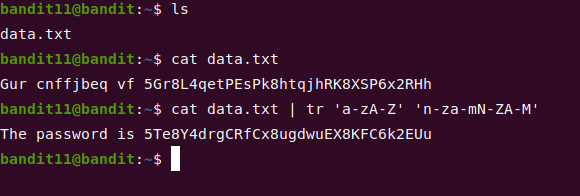 bandit11@bandit:~$ ls
data.txt
bandit11@bandit:~$ cat data.txt
Gur cnffjbeq vf 5Gr8L4qetPEsPk8htqjhRK8XSP6x2RHh
bandit11@bandit:~$ cat data.txt | tr 'a-zA-Z' 'n-za-mN-ZA-M'
The password is 5Te8Y4drgCRfCx8ugdwuEX8KFC6k2EUu
bandit11@bandit:~$